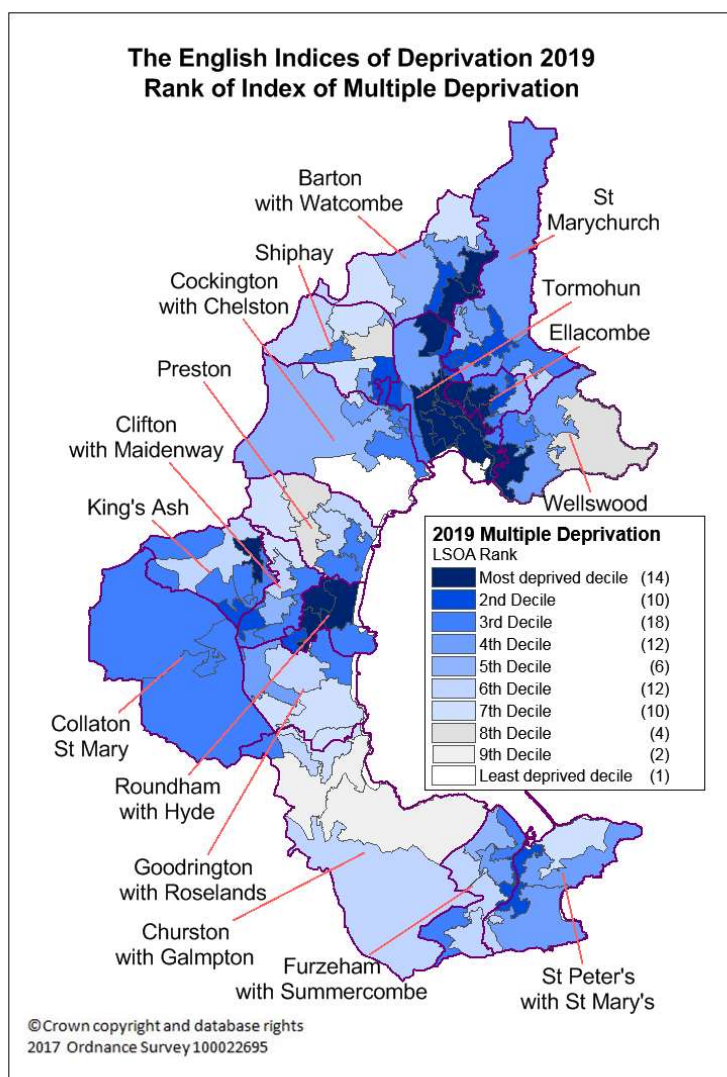 The English Indices of Deprivation 2019
Rank of Index of Multiple Deprivation
Barton
with Watcombe
St
Marychurch
Shiphay
Cockington
with Chelston
Tormohun
Ellacombe
Preston
Clifton
with Maidenway
King's Ash
Wellswood
2019 Multiple Deprivation
LSOA Rank
Most deprived decile (14)
2nd Decile (10)
3rd Decile (18)
4th Decile (12)
5th Decile (6)
6th Decile (12)
7th Decile (10)
8th Decile (4)
9th Decile (2)
Least deprived decile (1)
Collaton
St Mary
Roundham
with Hyde
Goodrington
with Roselands
Churston
with Galmpton
Furzeham
with Summercombe
St Peter's
with St Mary's
©Crown copyright and database rights
2017 Ordnance Survey 100022695